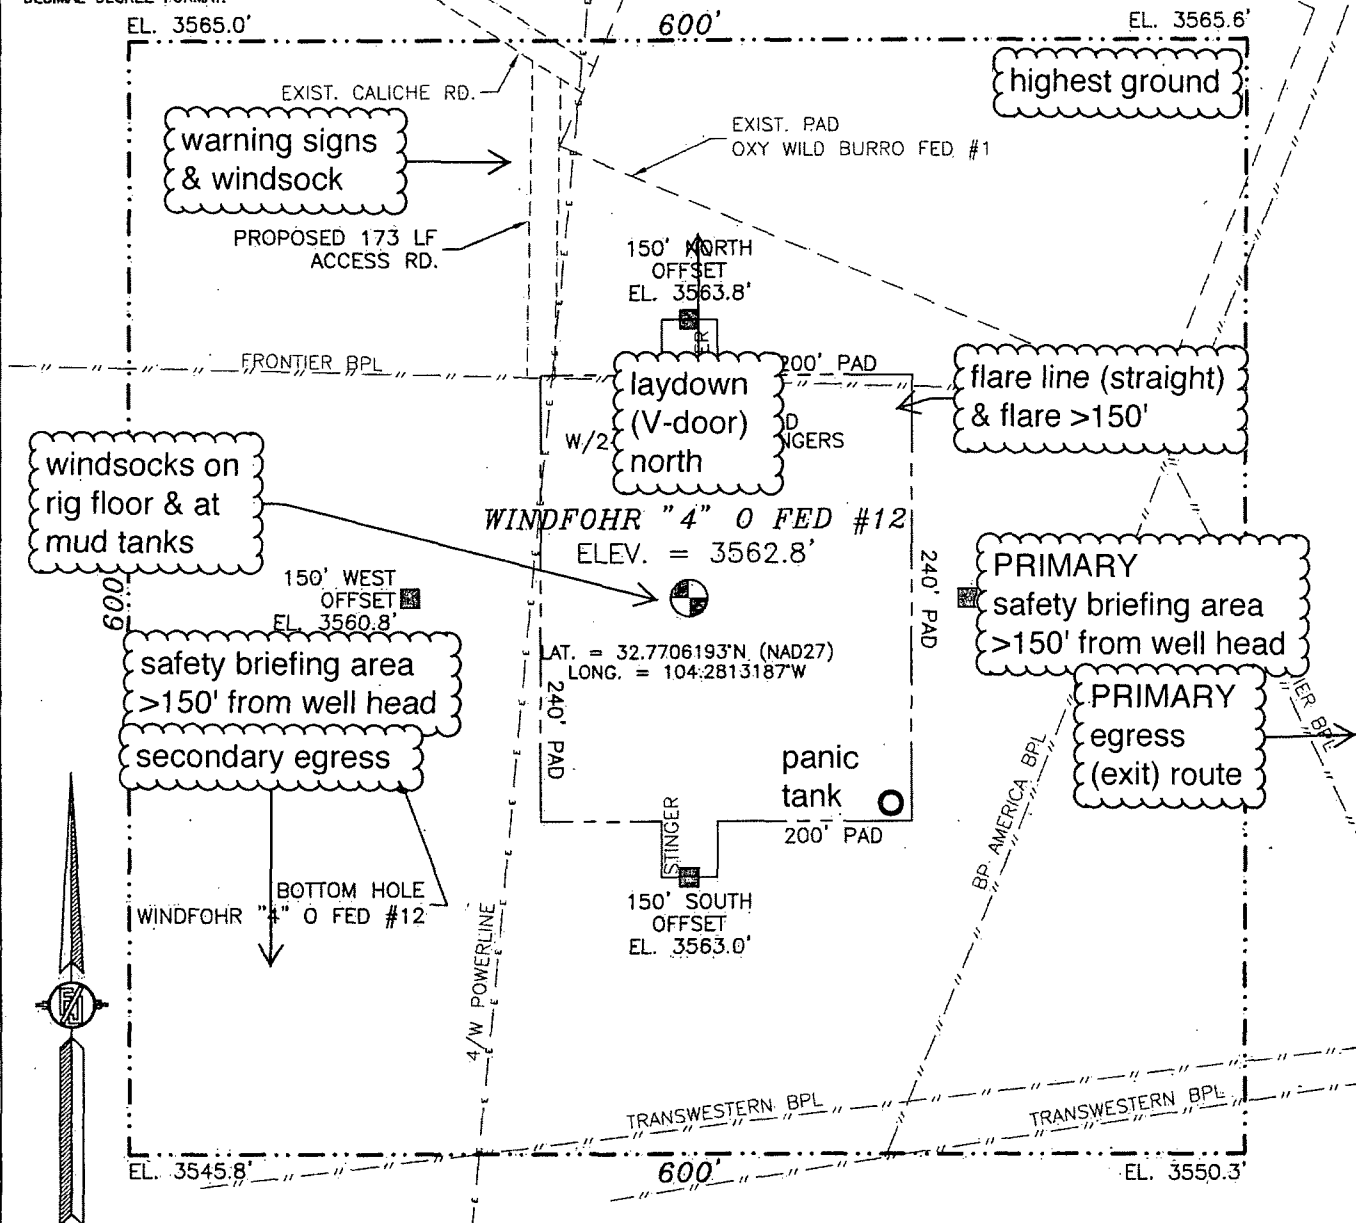 EL. 3565.0'
600'
EL. 3565.6'
highest ground
EXIST. CALICHE RD.
warning signs
& windsock
EXIST. PAD
OXY WILD BURRO FED #1
PROPOSED 173 LF
ACCESS RD.
150' NORTH
OFFSET
EL. 3563.8'
FRONTIER BPL
200' PAD
laydown
(V-door)
north
flare line (straight)
& flare >150'
W/2
NGERS
windsocks on
rig floor & at
mud tanks
WINDFOHR "4" O FED #12
ELEV. = 3562.8'
600'
150' WEST
OFFSET
EL. 3560.8'
240' PAD
PRIMARY
safety briefing area
>150' from well head
LAT. = 32.7706193°N (NAD27)
LONG. = 104.2813187°W
safety briefing area
>150' from well head
secondary egress
240' PAD
PRIMARY
egress
(exit) route
IER BPL
panic
tank
BP AMERICA BPL
STINGER
200' PAD
BOTTOM HOLE
WINDFOHR "4" O FED #12
150' SOUTH
OFFSET
EL. 3563.0'
4/W POWERLINE
TRANSWESTERN BPL
TRANSWESTERN BPL
EL. 3545.8'
600'
EL. 3550.3'